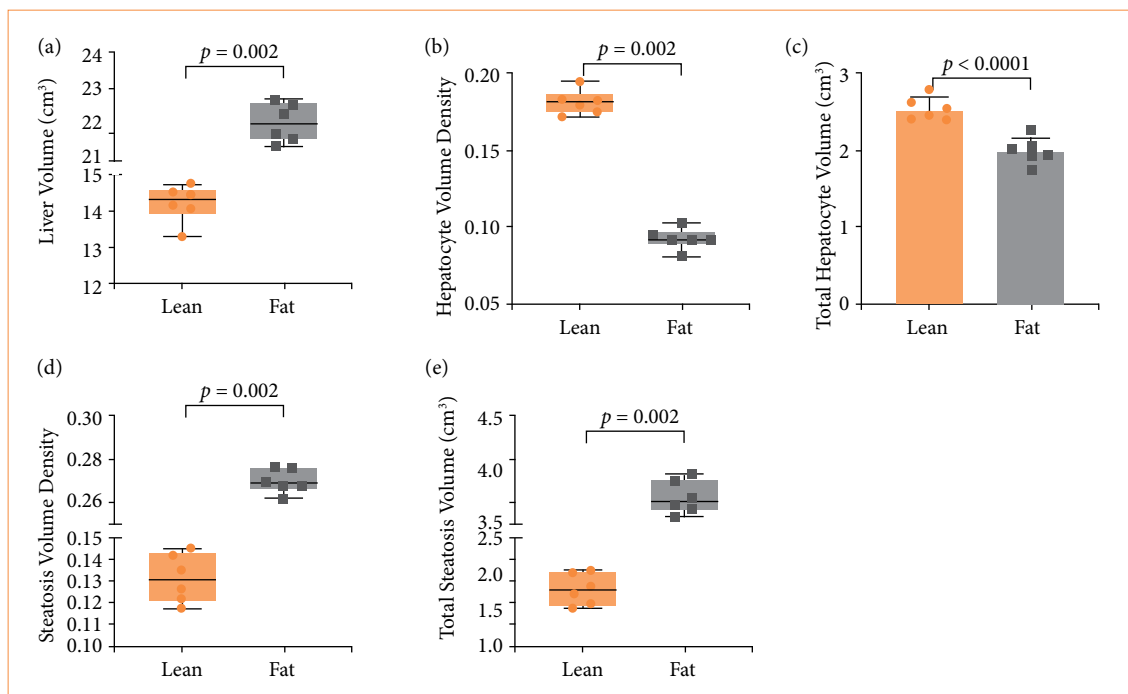 (a)
p = 0.002
Liver Volume (cm³)
24
23
22
21
15
14
13
12
Lean Fat
(b)
p = 0.002
Hepatocyte Volume Density
0.20
0.15
0.10
0.05
Lean Fat
(c)
p < 0.0001
Total Hepatocyte Volume (cm³)
3
2
1
0
Lean Fat
(d)
p = 0.002
Steatosis Volume Density
0.30
0.28
0.26
0.15
0.14
0.13
0.12
0.11
0.10
Lean Fat
(e)
p = 0.002
Total Steatosis Volume (cm³)
4.5
4.0
3.5
2.5
2.0
1.5
1.0
Lean Fat